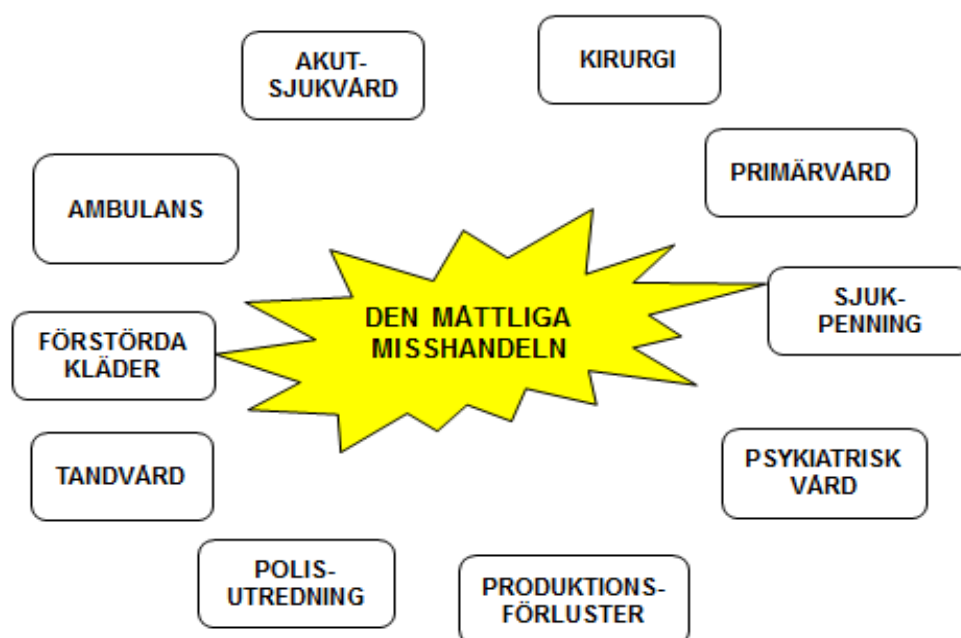 AKUT-
SJUKVÅRD
KIRURGI
PRIMÄRVÅRD
AMBULANS
DEN MÅTTLIGA
MISSHANDELN
SJUK-
PENNING
FÖRSTÖRDA
KLÄDER
TANDVÅRD
PSYKIATRISK
VÅRD
POLIS-
UTREDNING
PRODUKTIONS-
FÖRLUSTER